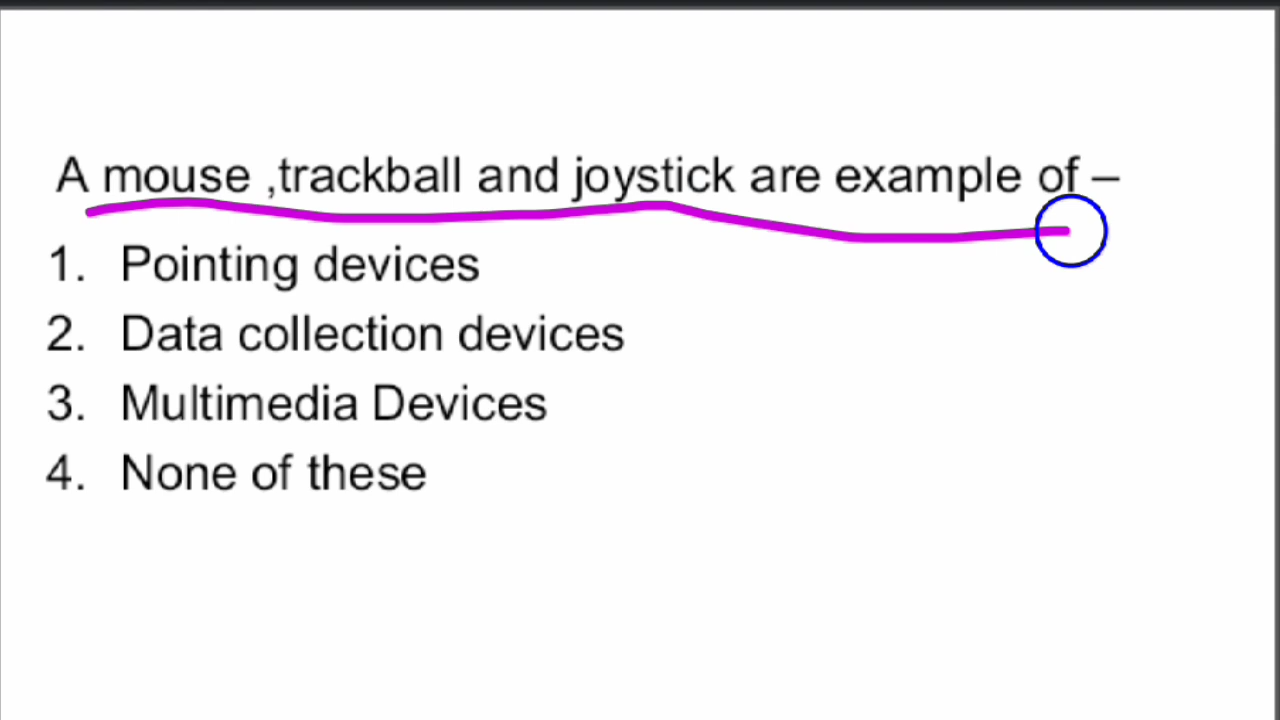 A mouse ,trackball and joystick are example of –
1. Pointing devices
2. Data collection devices
3. Multimedia Devices
4. None of these